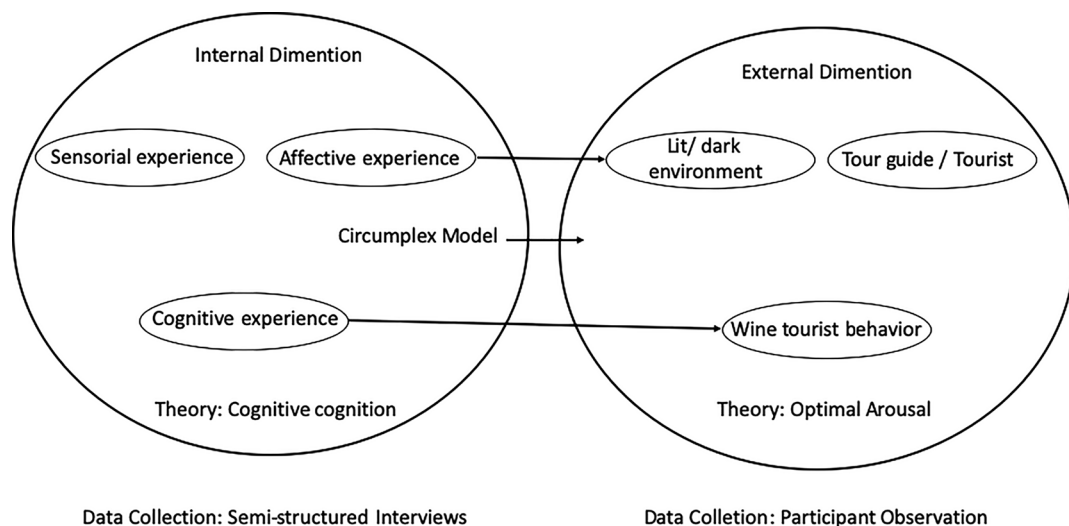 Internal Dimention
External Dimention
Sensorial experience
Affective experience
Lit/ dark
environment
Tour guide / Tourist
Circumplex Model
Cognitive experience
Wine tourist behavior
Theory: Cognitive cognition
Theory: Optimal Arousal
Data Collection: Semi-structured Interviews
Data Colletion: Participant Observation